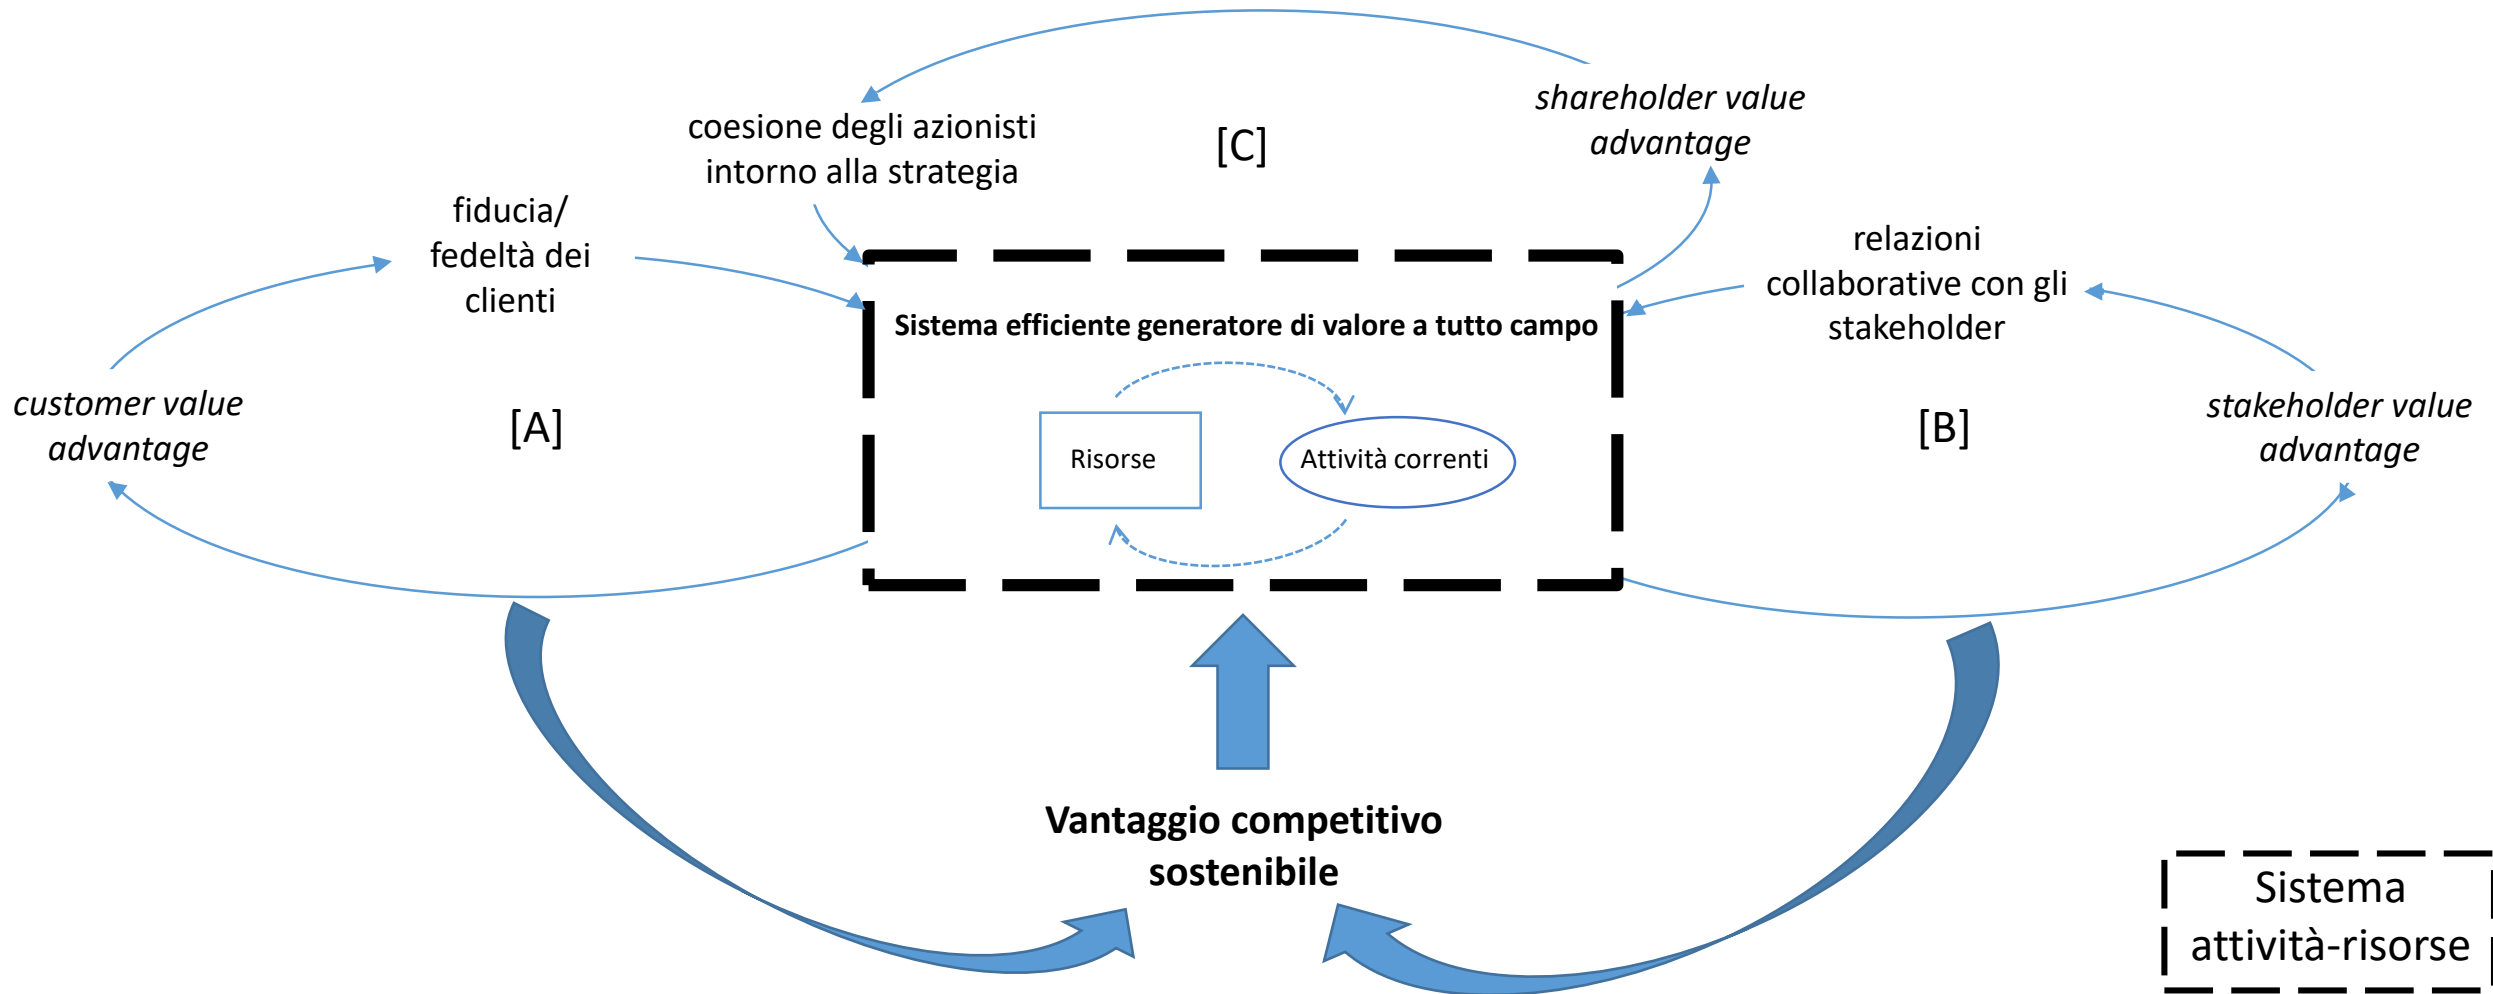 shareholder value
advantage
coesione degli azionisti
intorno alla strategia
[C]
fiducia/
fedeltà dei
clienti
relazioni
collaborative con gli
stakeholder
Sistema efficiente generatore di valore a tutto campo
customer value
advantage
[A]
Risorse
Attività correnti
[B]
stakeholder value
advantage
Vantaggio competitivo
sostenibile
Sistema
attività-risorse